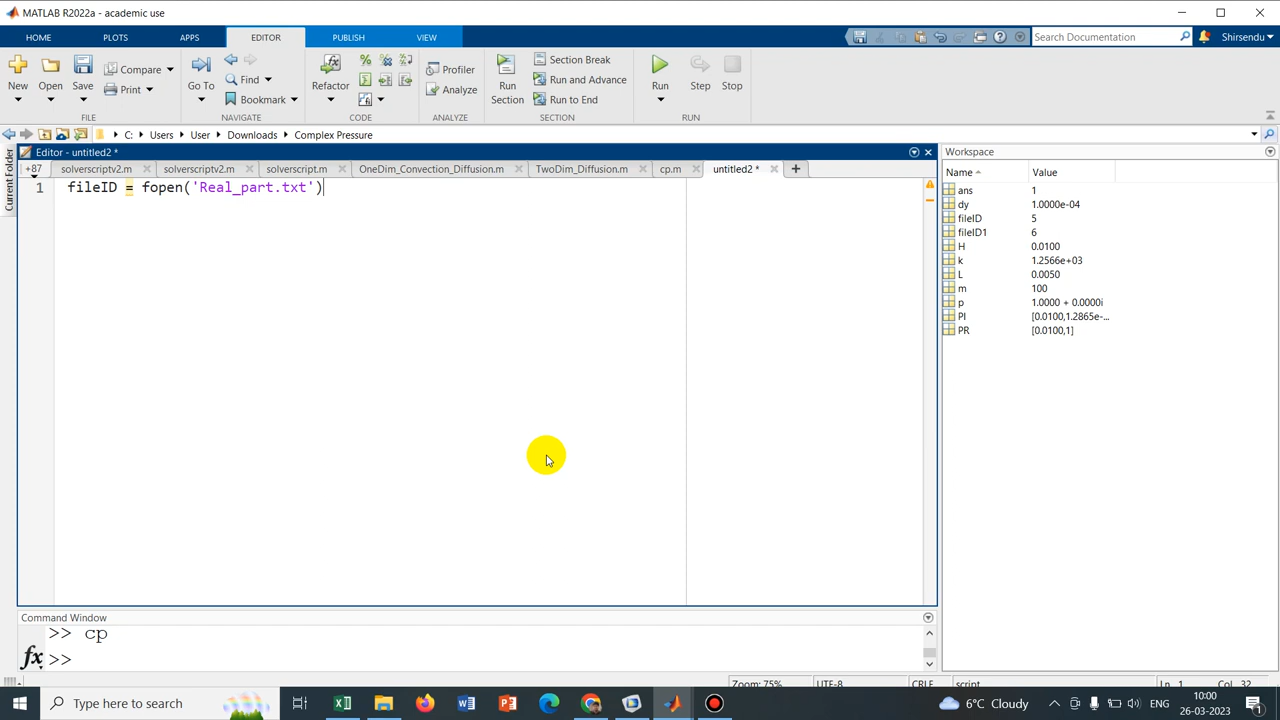 MATLAB R2022a - academic use
HOME PLOTS APPS EDITOR PUBLISH VIEW Search Documentation Shirsendu
New Open Save Compare Print Go To Find Bookmark Refactor Profiler Analyze Run Section Section Break Run and Advance Run to End Run Step Stop
FILE NAVIGATE CODE ANALYZE SECTION RUN
C: Users User Downloads Complex Pressure
Current Folder
Editor - untitled2 *
+87 solverscriptv2.m solverscriptv2.m solverscript.m OneDim_Convection_Diffusion.m TwoDim_Diffusion.m cp.m untitled2 * +
1 fileID = fopen('Real_part.txt')
Workspace
Name Value
ans 1
dy 1.0000e-04
fileID 5
fileID1 6
H 0.0100
k 1.2566e+03
L 0.0050
m 100
p 1.0000 + 0.0000i
PI [0.0100,1.2865e-...
PR [0.0100,1]
Command Window
>> cp
fx >>
Zoom: 75% UTF-8 CRLF script Ln 1 Col 32
Type here to search
6°C Cloudy ENG 10:00
26-03-2023